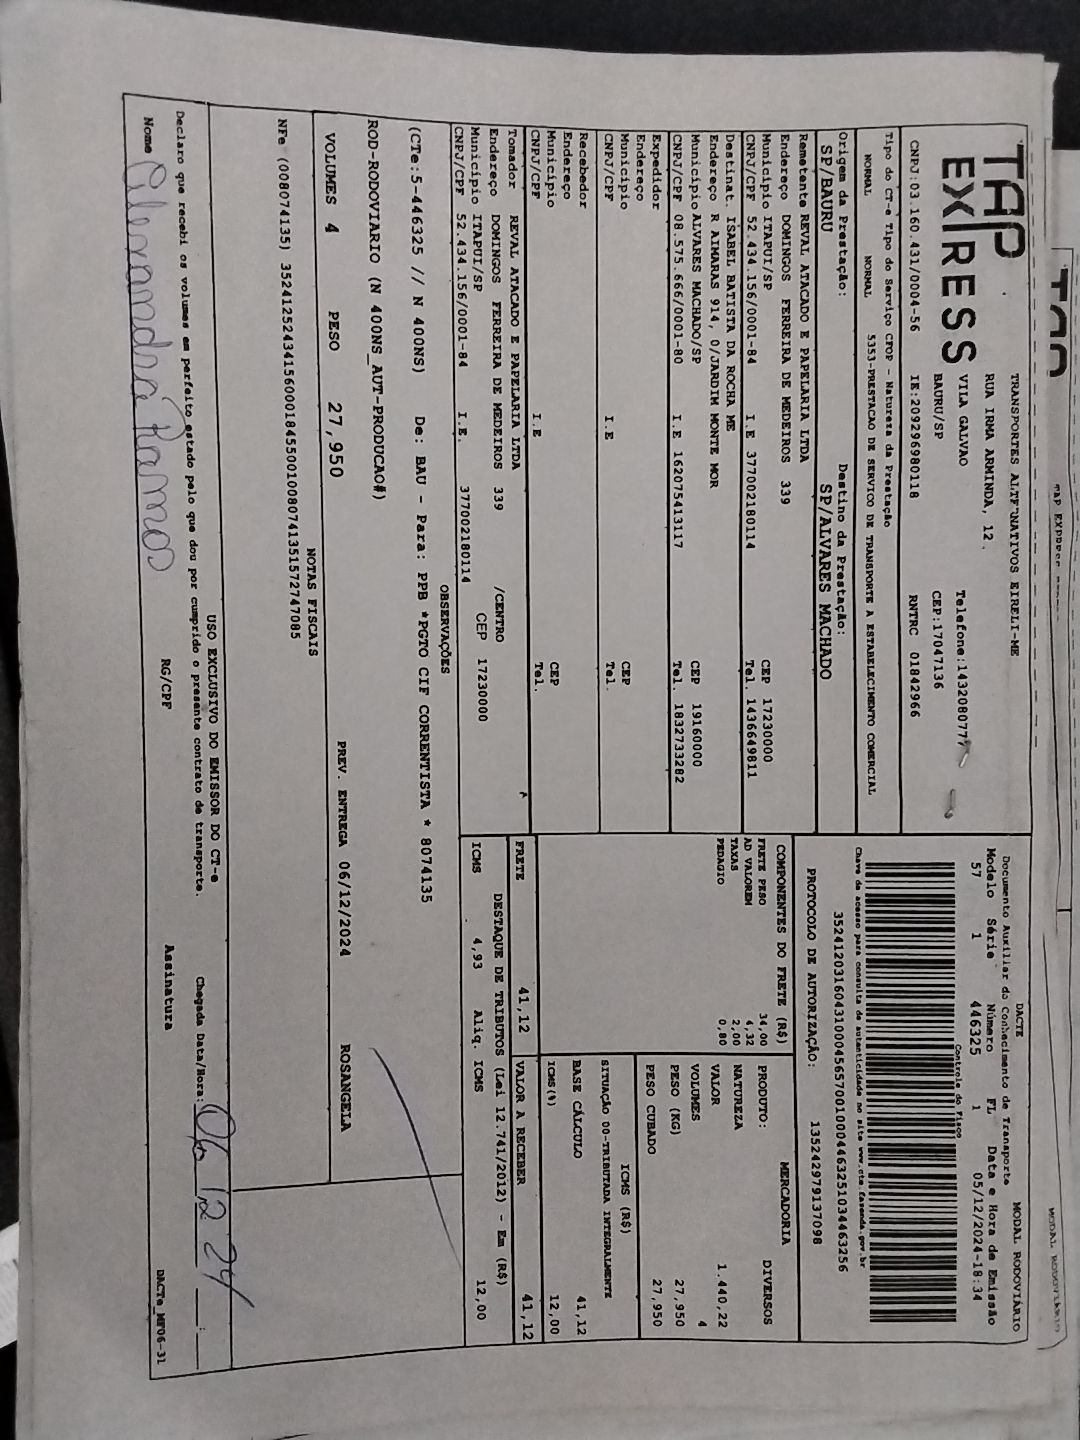 TAP
EXPRESS
TRANSPORTES ALTERNATIVOS EIRELI-ME
RUA IRMA ARMINDA, 12
VILA GALVAO
BAURU/SP
Telefone:1432080777
CEP:17047136
CNPJ:03.160.431/0004-56 IE:209296980118 RNTRC 01842966
DACTE MODAL RODOVIÁRIO
Documento Auxiliar do Conhecimento de Transporte
Modelo Série Número FL Data e Hora de Emissão
57 1 446325 1 05/12/2024-18:34
Controle do Fisco
Chave de acesso para consulta de autenticidade no site www.cte.fazenda.gov.br
35241203160431000456570010004463251034463256
PROTOCOLO DE AUTORIZAÇÃO: 135242979137098
Tipo do CT-e Tipo do Serviço CFOP - Natureza da Prestação
NORMAL NORMAL 5353-PRESTACAO DE SERVICO DE TRANSPORTE A ESTABELECIMENTO COMERCIAL
Origem da Prestação: Destino da Prestação:
SP/BAURU SP/ALVARES MACHADO
Remetente REVAL ATACADO E PAPELARIA LTDA
Endereço DOMINGOS FERREIRA DE MEDEIROS 339
Município ITAPUI/SP CEP 17230000
CNPJ/CPF 52.434.156/0001-84 I.E 377002180114 Tel. 1436649811
Destinat. ISABEL BATISTA DA ROCHA ME
Endereço R AIMARAS 914, 0/JARDIM MONTE MOR
Município ALVARES MACHADO/SP CEP 19160000
CNPJ/CPF 08.575.666/0001-80 I.E 162075413117 Tel. 1832733282
Expedidor
Endereço
Município CEP
CNPJ/CPF I.E Tel.
Recebedor
Endereço
Município CEP
CNPJ/CPF I.E Tel.
Tomador REVAL ATACADO E PAPELARIA LTDA
Endereço DOMINGOS FERREIRA DE MEDEIROS 339 /CENTRO
Município ITAPUI/SP CEP 17230000
CNPJ/CPF 52.434.156/0001-84 I.E. 377002180114
COMPONENTES DO FRETE (R$)
FRETE PESO 34,00
AD VALOREM 4,32
TAXAS 2,00
PEDAGIO 0,80
MERCADORIA
PRODUTO: DIVERSOS
NATUREZA
VALOR 1.440,22
VOLUMES 4
PESO (KG) 27,950
PESO CUBADO 27,950
ICMS (R$)
SITUAÇÃO 00-TRIBUTADA INTEGRALMENTE
BASE CÁLCULO 41,12
ICMS(%) 12,00
FRETE 41,12 VALOR A RECEBER 41,12
DESTAQUE DE TRIBUTOS (Lei 12.741/2012) - Em (R$)
ICMS 4,93 Aliq. ICMS 12,00
OBSERVAÇÕES
(CTe:5-446325 // N 400NS) De: BAU - Para: PPB *PGTO CIF CORRENTISTA * 8074135
ROD-RODOVIARIO (N 400NS_AUT-PRODUCAO#)
VOLUMES 4 PESO 27,950 PREV. ENTREGA 06/12/2024 ROSANGELA
NOTAS FISCAIS
NFe (008074135) 35241252434156000184550010080741351572747085
USO EXCLUSIVO DO EMISSOR DO CT-e
Declaro que recebi os volumes em perfeito estado pelo que dou por cumprido o presente contrato de transporte. Chegada Data/Hora: 06 12 24 :
Nome Alexandra Ramos RG/CPF Assinatura
DACTe_MF06-31
TAP
MODAL RODOVIÁRIO